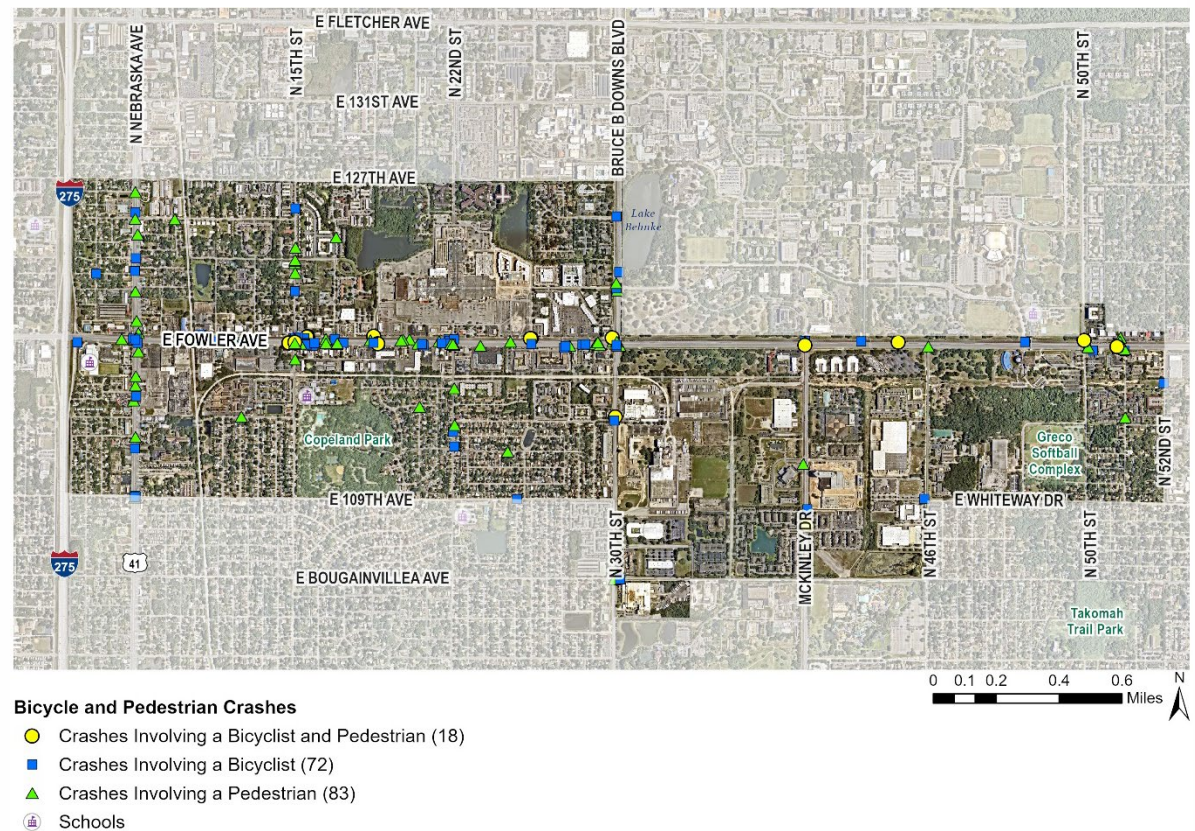 E FLETCHER AVE
N NEBRASKA AVE
N 15TH ST
N 22ND ST
BRUCE B DOWNS BLVD
N 50TH ST
E 131ST AVE
E 127TH AVE
275
Lake
Behnke
E FOWLER AVE
Copeland Park
Greco
Softball
Complex
N 52ND ST
E 109TH AVE
E WHITEWAY DR
N 30TH ST
MCKINLEY DR
N 46TH ST
N 50TH ST
275
41
E BOUGAINVILLEA AVE
Takomah
Trail Park
0 0.1 0.2 0.4 0.6
Miles
N
Bicycle and Pedestrian Crashes
Crashes Involving a Bicyclist and Pedestrian (18)
Crashes Involving a Bicyclist (72)
Crashes Involving a Pedestrian (83)
Schools